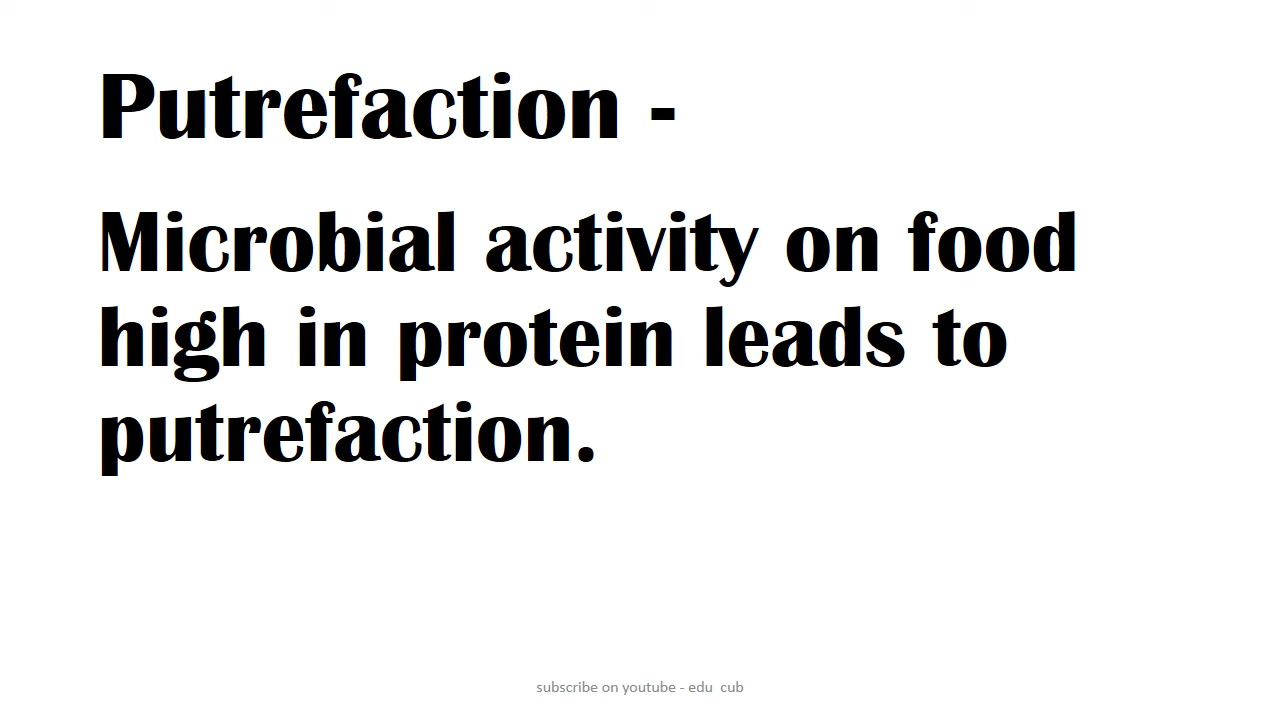 Putrefaction -
Microbial activity on food
high in protein leads to
putrefaction.
subscribe on youtube - edu  cub